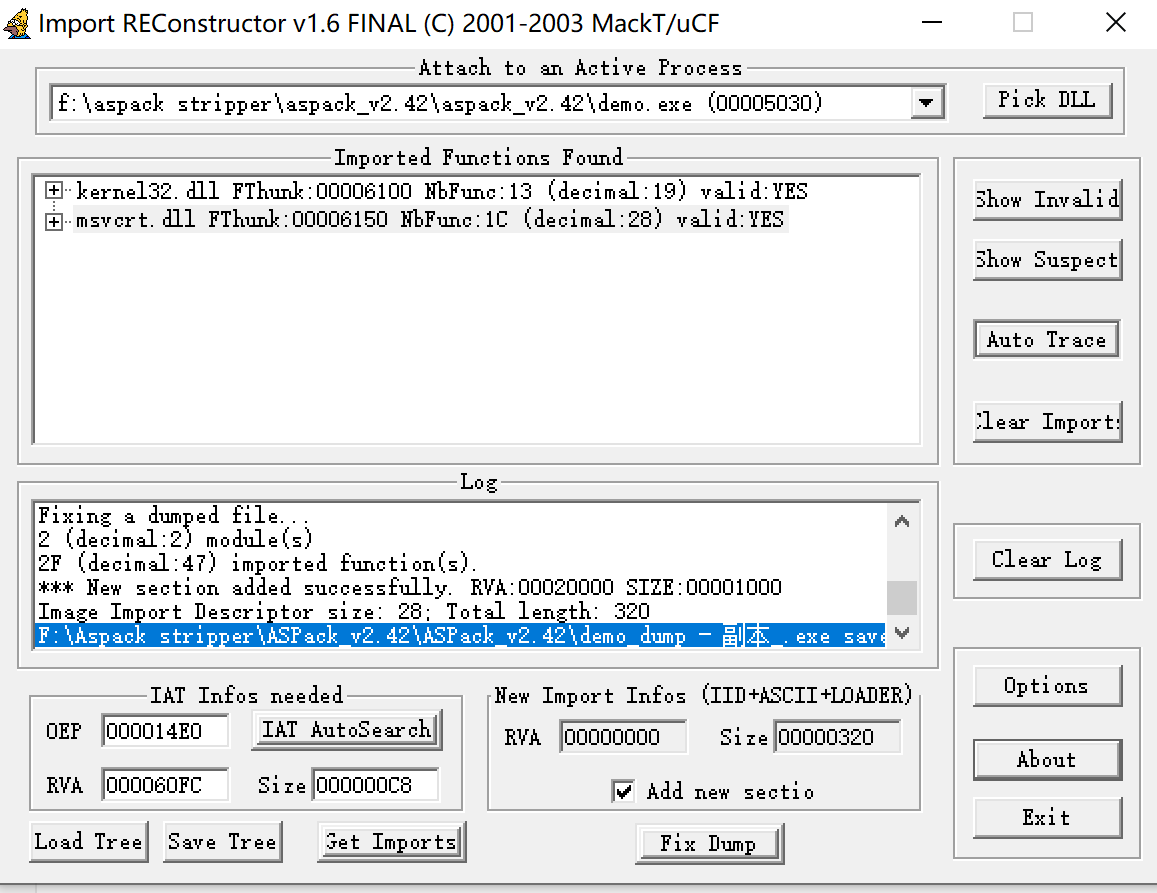 Import REConstructor v1.6 FINAL (C) 2001-2003 MackT/uCF
Attach to an Active Process
f:\aspack stripper\aspack_v2.42\aspack_v2.42\demo.exe (00005030)
Pick DLL
Imported Functions Found
kernel32.dll FThunk:00006100 NbFunc:13 (decimal:19) valid:YES
msvcrt.dll FThunk:00006150 NbFunc:1C (decimal:28) valid:YES
Show Invalid
Show Suspect
Auto Trace
Clear Imports
Log
Fixing a dumped file...
2 (decimal:2) module(s)
2F (decimal:47) imported function(s).
*** New section added successfully. RVA:00020000 SIZE:00001000
Image Import Descriptor size: 28; Total length: 320
F:\Aspack stripper\ASPack_v2.42\ASPack_v2.42\demo_dump - 副本_.exe save
Clear Log
IAT Infos needed
OEP 000014E0 IAT AutoSearch
RVA 000060FC Size 000000C8
New Import Infos (IID+ASCII+LOADER)
RVA 00000000 Size 00000320
Add new sectio
Options
About
Exit
Load Tree Save Tree Get Imports Fix Dump